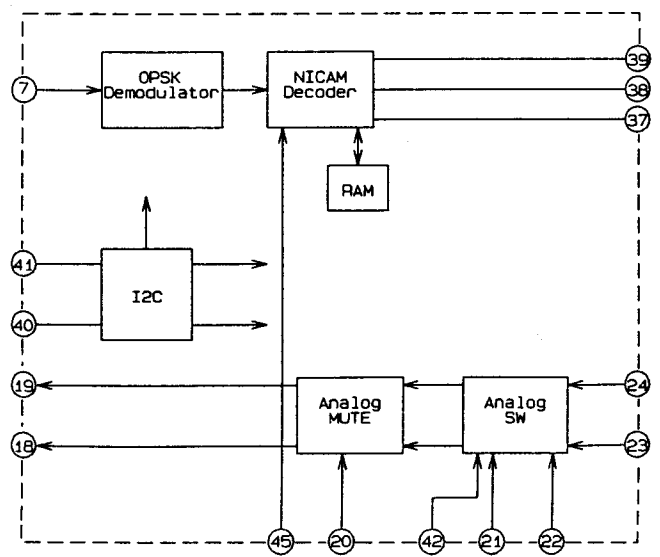 OPSK
Demodulator
NICAM
Decoder
39
7
38
37
RAM
41
I2C
40
19
Analog
MUTE
Analog
SW
24
18
23
45
20
42
21
22